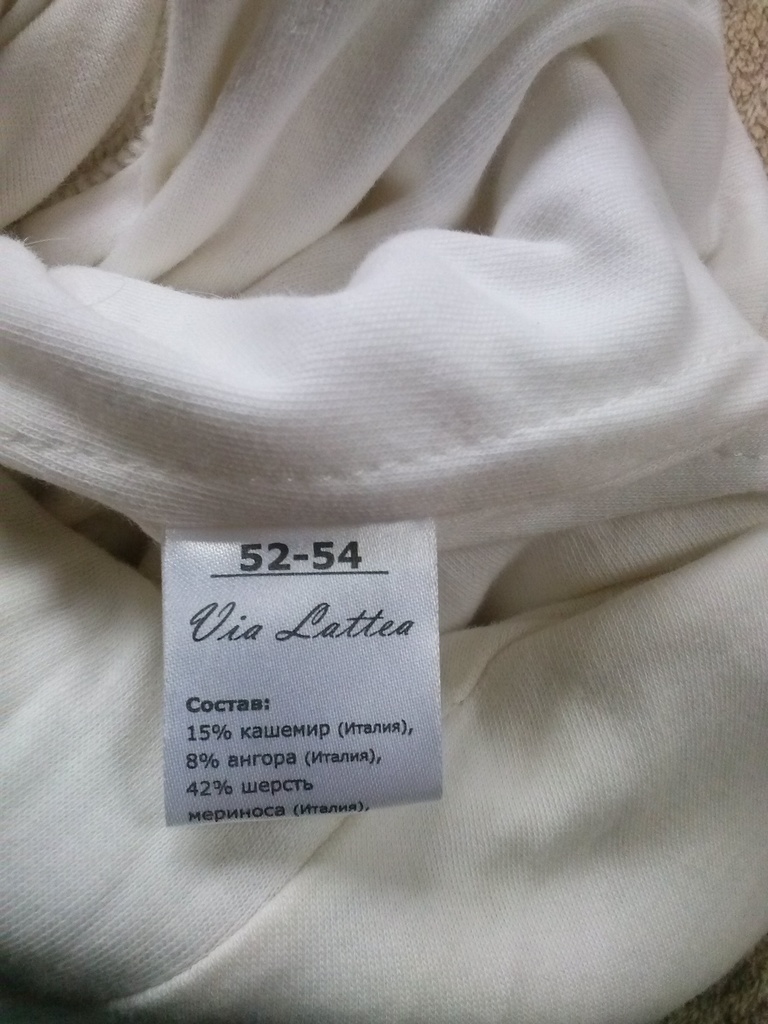 52-54
Via Lattea
Состав:
15% кашемир (Италия),
8% ангора (Италия),
42% шерсть
мериноса (Италия),